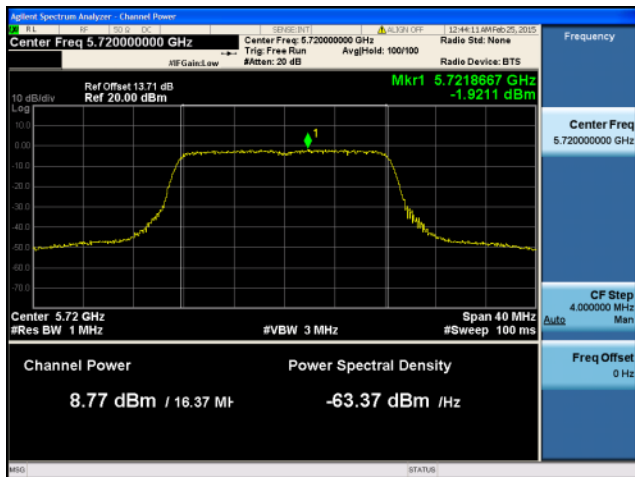 Agilent Spectrum Analyzer - Channel Power
RL RF 50 Ω DC SENSE:INT ALIGN OFF 12:44:11 AM Feb 25, 2015
Center Freq 5.720000000 GHz
Center Freq: 5.720000000 GHz
Radio Std: None
Trig: Free Run Avg|Hold: 100/100
#IFGain:Low #Atten: 20 dB Radio Device: BTS
Mkr1 5.7218667 GHz
-1.9211 dBm
Ref Offset 13.71 dB
10 dB/div Ref 20.00 dBm
Log
10.0
0.00
-10.0
-20.0
-30.0
-40.0
-50.0
-60.0
-70.0
1
Center 5.72 GHz Span 40 MHz
#Res BW 1 MHz #VBW 3 MHz #Sweep 100 ms
Channel Power Power Spectral Density
8.77 dBm / 16.37 MH -63.37 dBm /Hz
MSG STATUS
Frequency
Center Freq
5.720000000 GHz
CF Step
4.000000 MHz
Auto Man
Freq Offset
0 Hz